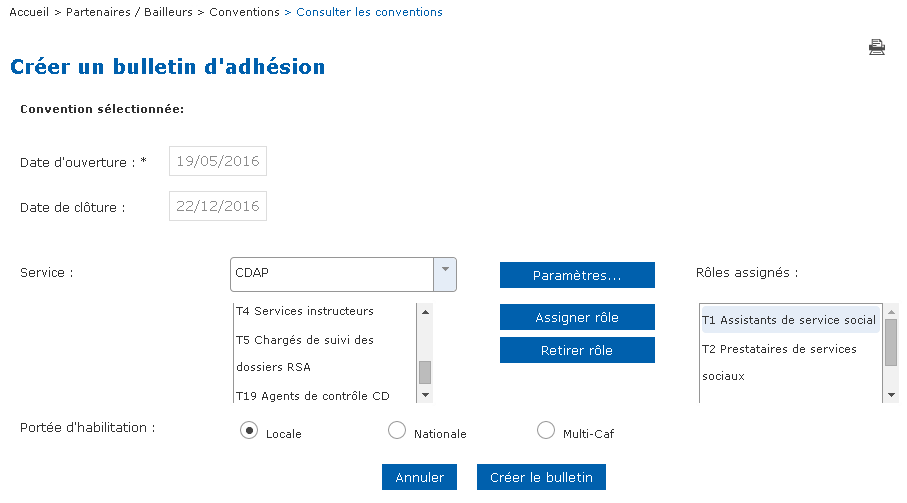 Accueil > Partenaires / Bailleurs > Conventions > Consulter les conventions
Créer un bulletin d'adhésion
Convention sélectionnée:
Date d'ouverture : * 19/05/2016
Date de clôture : 22/12/2016
Service : CDAP Paramètres... Rôles assignés :
T4 Services instructeurs
T5 Chargés de suivi des
dossiers RSA
T19 Agents de contrôle CD
Assigner rôle
Retirer rôle
T1 Assistants de service social
T2 Prestataires de services
sociaux
Portée d'habilitation : Locale Nationale Multi-Caf
Annuler Créer le bulletin